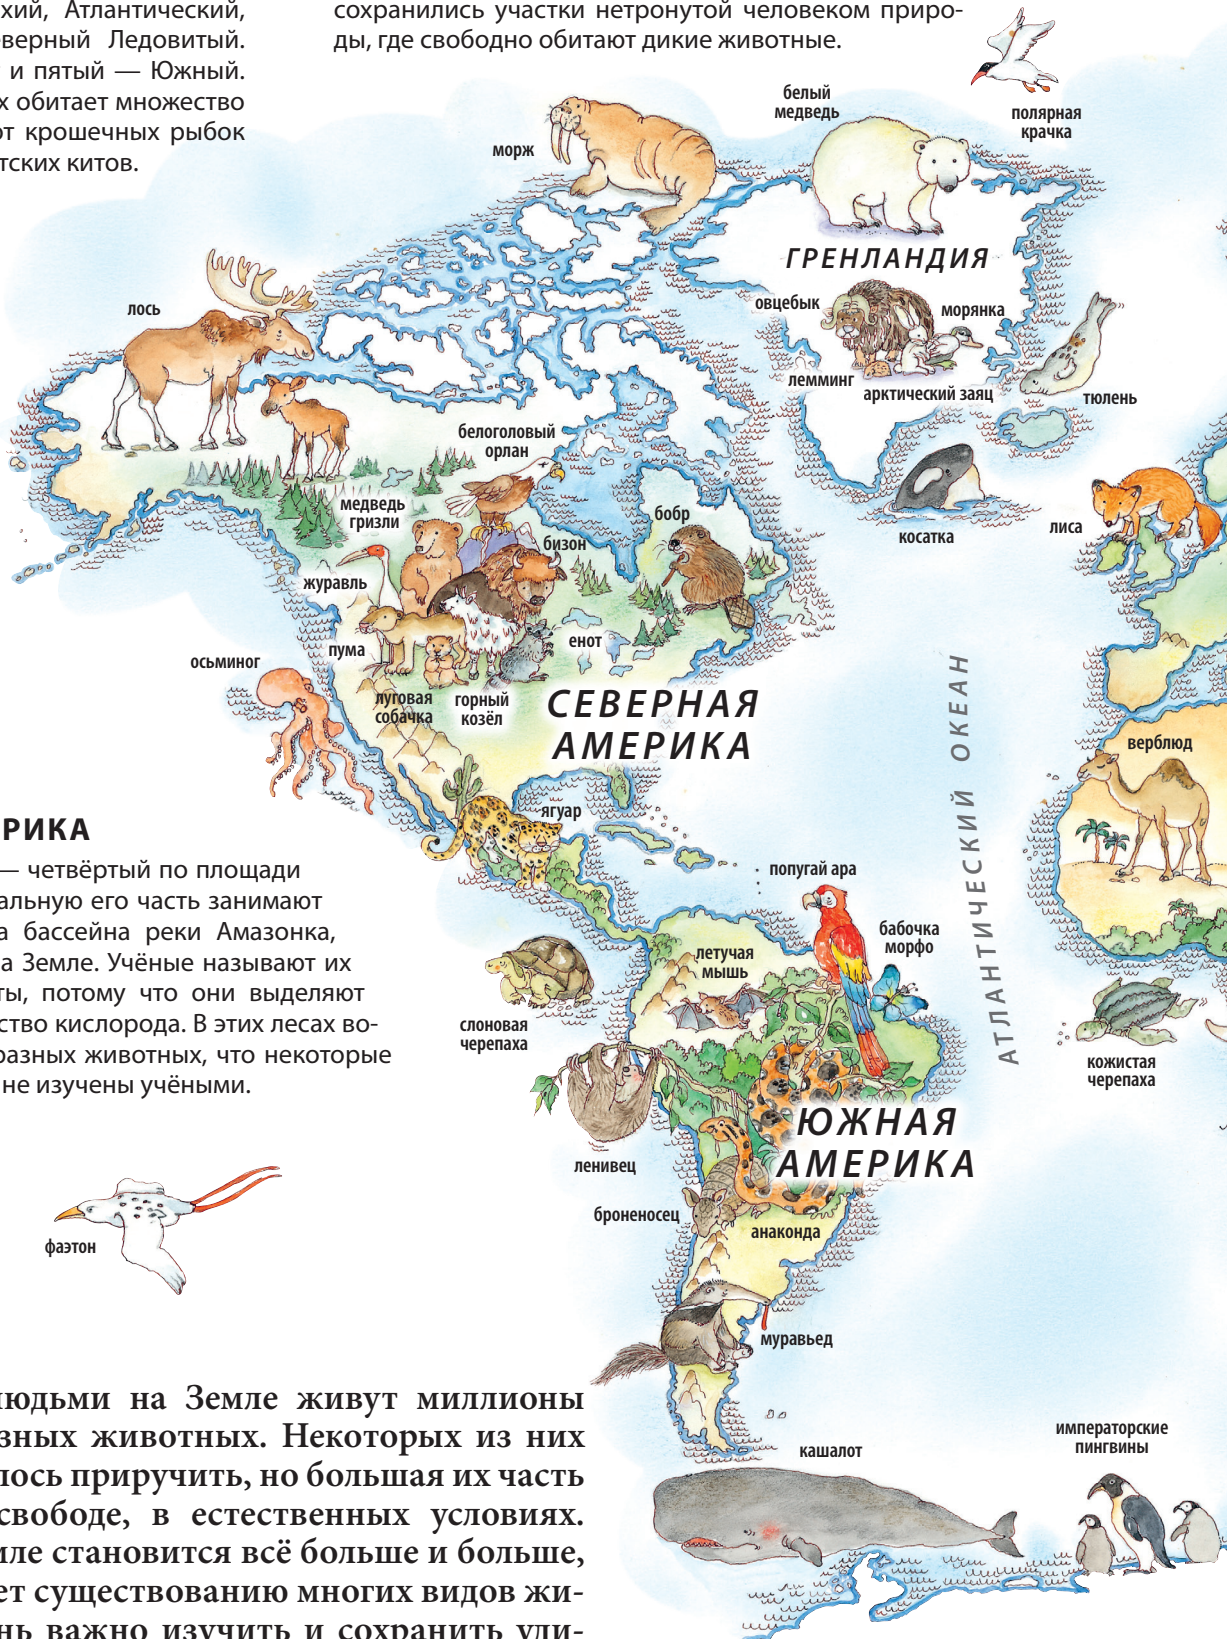 хий, Атлантический,
верный Ледовитый.
и пятый — Южный.
х обитает множество
от крошечных рыбок
тских китов.
сохранились участки нетронутой человеком приро-
ды, где свободно обитают дикие животные.
полярная
крачка
белый
медведь
морж
ГРЕНЛАНДИЯ
овцебык
морянка
лемминг
арктический заяц
тюлень
лось
белоголовый
орлан
медведь
гризли
бизон
бобр
косатка
лиса
журавль
пума
енот
осьминог
луговая
собачка
горный
козёл
СЕВЕРНАЯ
АМЕРИКА
АТЛАНТИЧЕСКИЙ ОКЕАН
верблюд
ягуар
РИКА
— четвёртый по площади
альную его часть занимают
а бассейна реки Амазонка,
а Земле. Учёные называют их
ты, потому что они выделяют
ство кислорода. В этих лесах во-
разных животных, что некоторые
не изучены учёными.
попугай ара
бабочка
морфо
летучая
мышь
слоновая
черепаха
кожистая
черепаха
ЮЖНАЯ
АМЕРИКА
ленивец
броненосец
анаконда
фаэтон
муравьед
людьми на Земле живут миллионы
зных животных. Некоторых из них
лось приручить, но большая их часть
свободе, в естественных условиях.
иле становится всё больше и больше,
ет существованию многих видов жи-
нь важно изучить и сохранить уди-
кашалот
императорские
пингвины